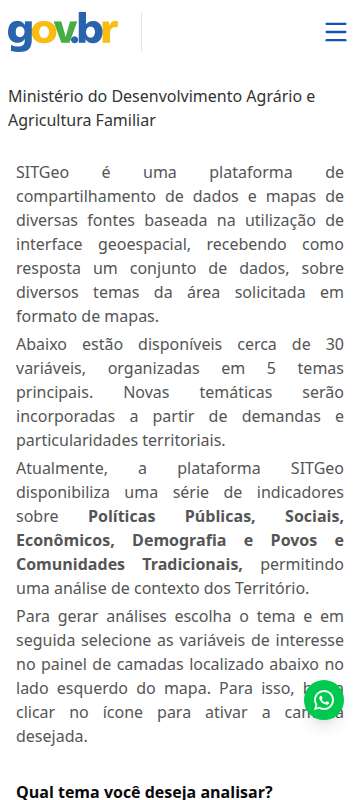 gov.br
Ministério do Desenvolvimento Agrário e
Agricultura Familiar
SITGeo é uma plataforma de
compartilhamento de dados e mapas de
diversas fontes baseada na utilização de
interface geoespacial, recebendo como
resposta um conjunto de dados, sobre
diversos temas da área solicitada em
formato de mapas.
Abaixo estão disponíveis cerca de 30
variáveis, organizadas em 5 temas
principais. Novas temáticas serão
incorporadas a partir de demandas e
particularidades territoriais.
Atualmente, a plataforma SITGeo
disponibiliza uma série de indicadores
sobre Políticas Públicas, Sociais,
Econômicos, Demografia e Povos e
Comunidades Tradicionais, permitindo
uma análise de contexto dos Território.
Para gerar análises escolha o tema e em
seguida selecione as variáveis de interesse
no painel de camadas localizado abaixo no
lado esquerdo do mapa. Para isso,
clicar no ícone para ativar a
desejada.
Qual tema você deseja analisar?